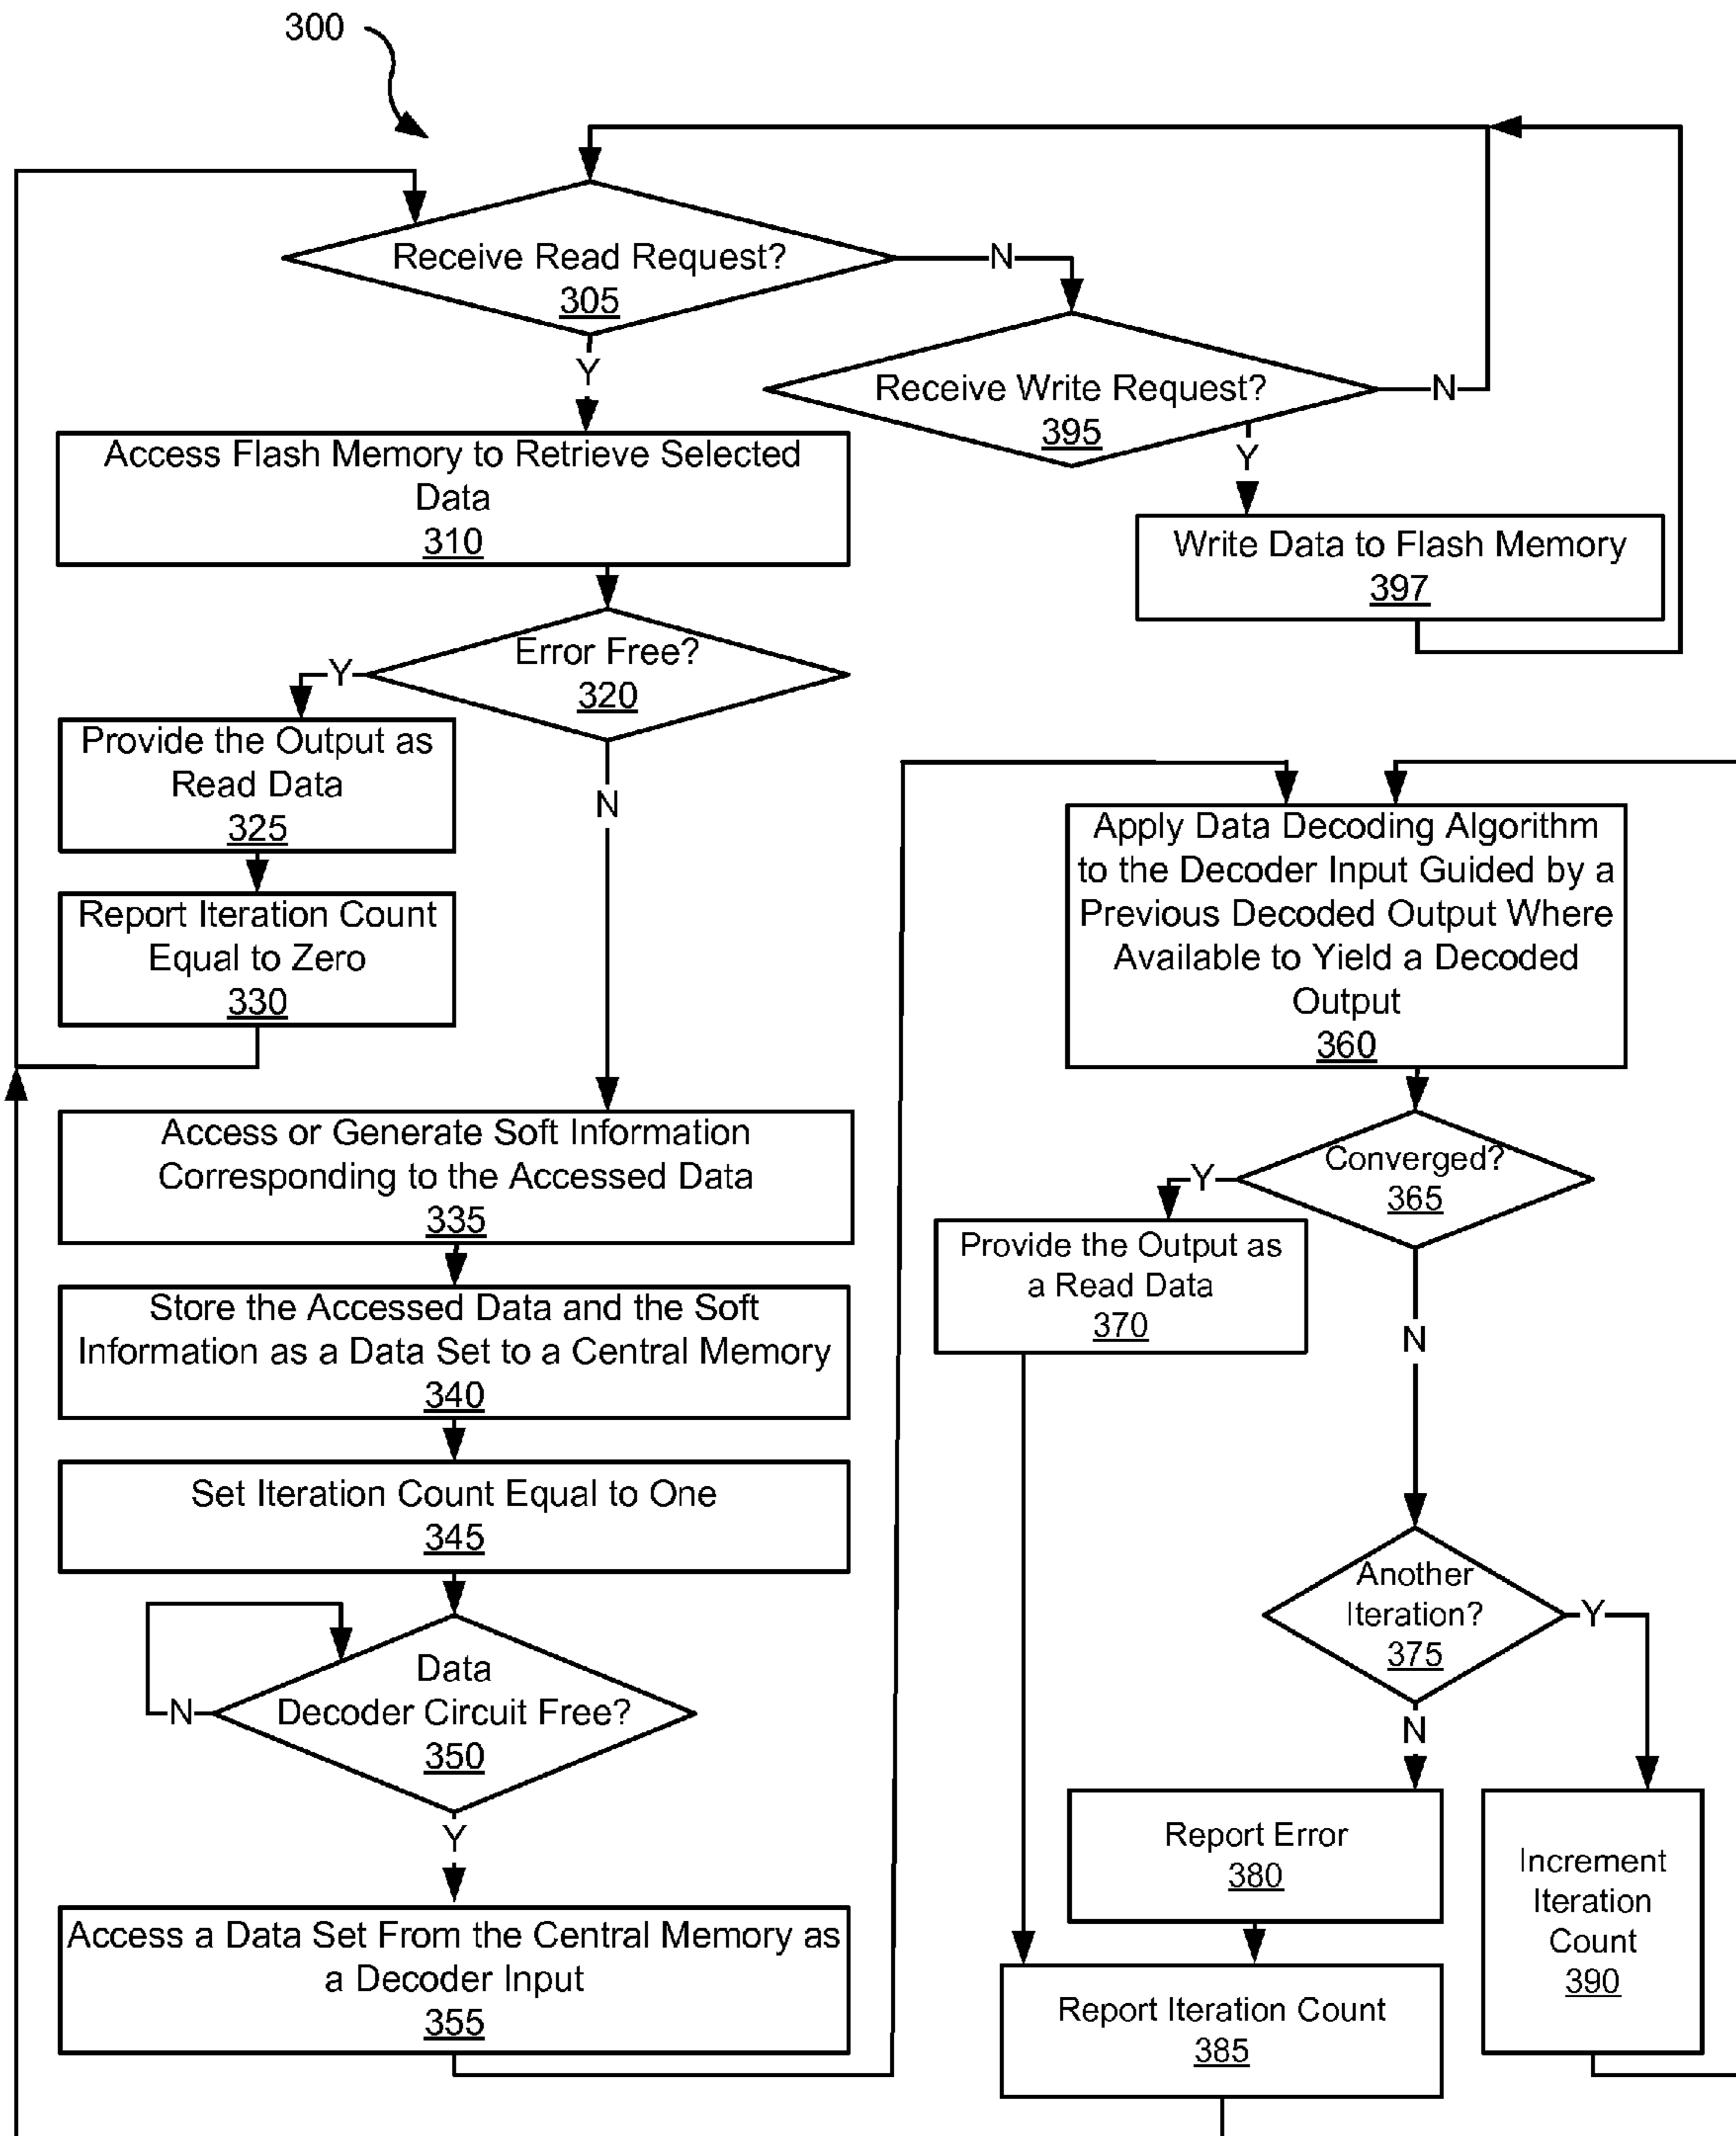 300
Receive Read Request?
305
N
Y
Receive Write Request?
395
N
Y
Write Data to Flash Memory
397
Access Flash Memory to Retrieve Selected
Data
310
Error Free?
320
Y
N
Provide the Output as
Read Data
325
Report Iteration Count
Equal to Zero
330
Access or Generate Soft Information
Corresponding to the Accessed Data
335
Store the Accessed Data and the Soft
Information as a Data Set to a Central Memory
340
Set Iteration Count Equal to One
345
Data
Decoder Circuit Free?
350
N
Y
Access a Data Set From the Central Memory as
a Decoder Input
355
Apply Data Decoding Algorithm
to the Decoder Input Guided by a
Previous Decoded Output Where
Available to Yield a Decoded
Output
360
Converged?
365
Y
N
Provide the Output as
a Read Data
370
Another
Iteration?
375
Y
N
Report Error
380
Report Iteration Count
385
Increment
Iteration
Count
390